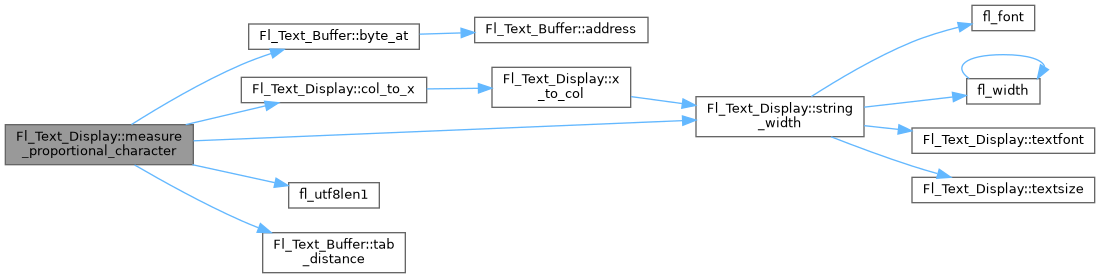 Fl_Text_Display::measure
_proportional_character
Fl_Text_Buffer::byte_at
Fl_Text_Buffer::address
Fl_Text_Display::col_to_x
Fl_Text_Display::x
_to_col
Fl_Text_Display::string
_width
fl_font
fl_width
Fl_Text_Display::textfont
Fl_Text_Display::textsize
fl_utf8len1
Fl_Text_Buffer::tab
_distance